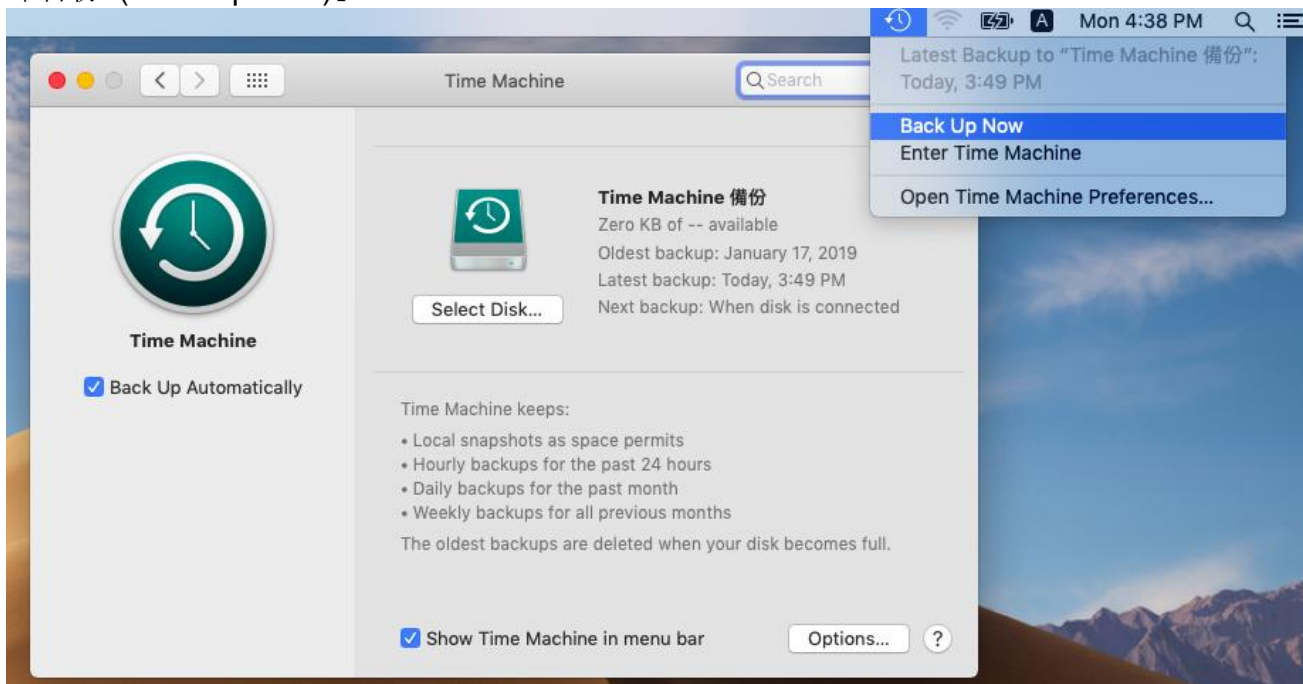 Mon 4:38 PM
Time Machine
Search
Latest Backup to “Time Machine 備份”:
Today, 3:49 PM
Back Up Now
Enter Time Machine
Open Time Machine Preferences...
Time Machine
Back Up Automatically
Select Disk...
Time Machine 備份
Zero KB of -- available
Oldest backup: January 17, 2019
Latest backup: Today, 3:49 PM
Next backup: When disk is connected
Time Machine keeps:
• Local snapshots as space permits
• Hourly backups for the past 24 hours
• Daily backups for the past month
• Weekly backups for all previous months
The oldest backups are deleted when your disk becomes full.
Show Time Machine in menu bar
Options...
?